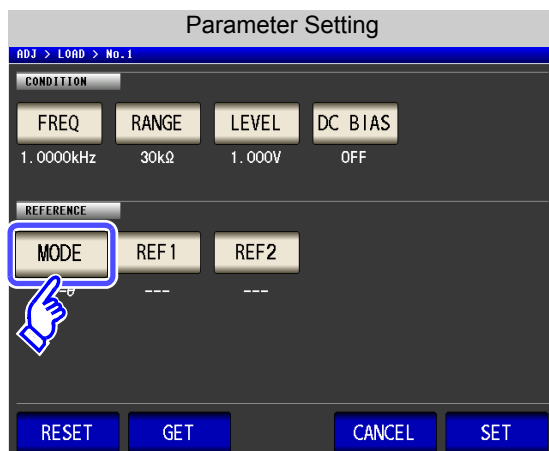 Parameter Setting
ADJ > LOAD > No.1
CONDITION
FREQ RANGE LEVEL DC BIAS
1.0000kHz 30kΩ 1.000V OFF
REFERENCE
MODE REF1 REF2
-θ --- ---
RESET GET CANCEL SET